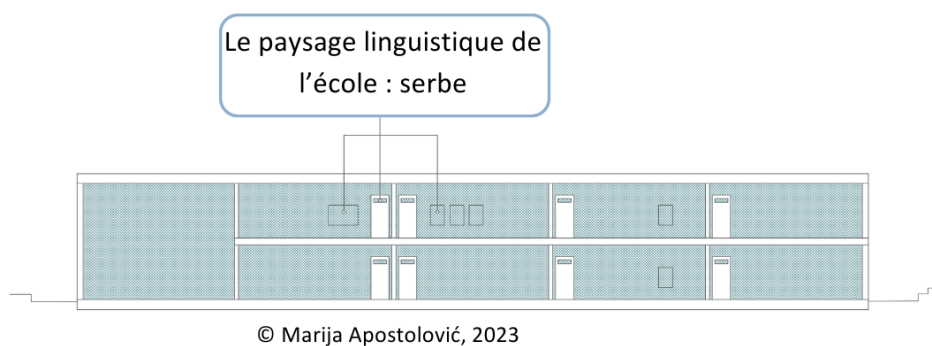 Le paysage linguistique de
l’école : serbe
© Marija Apostolović, 2023